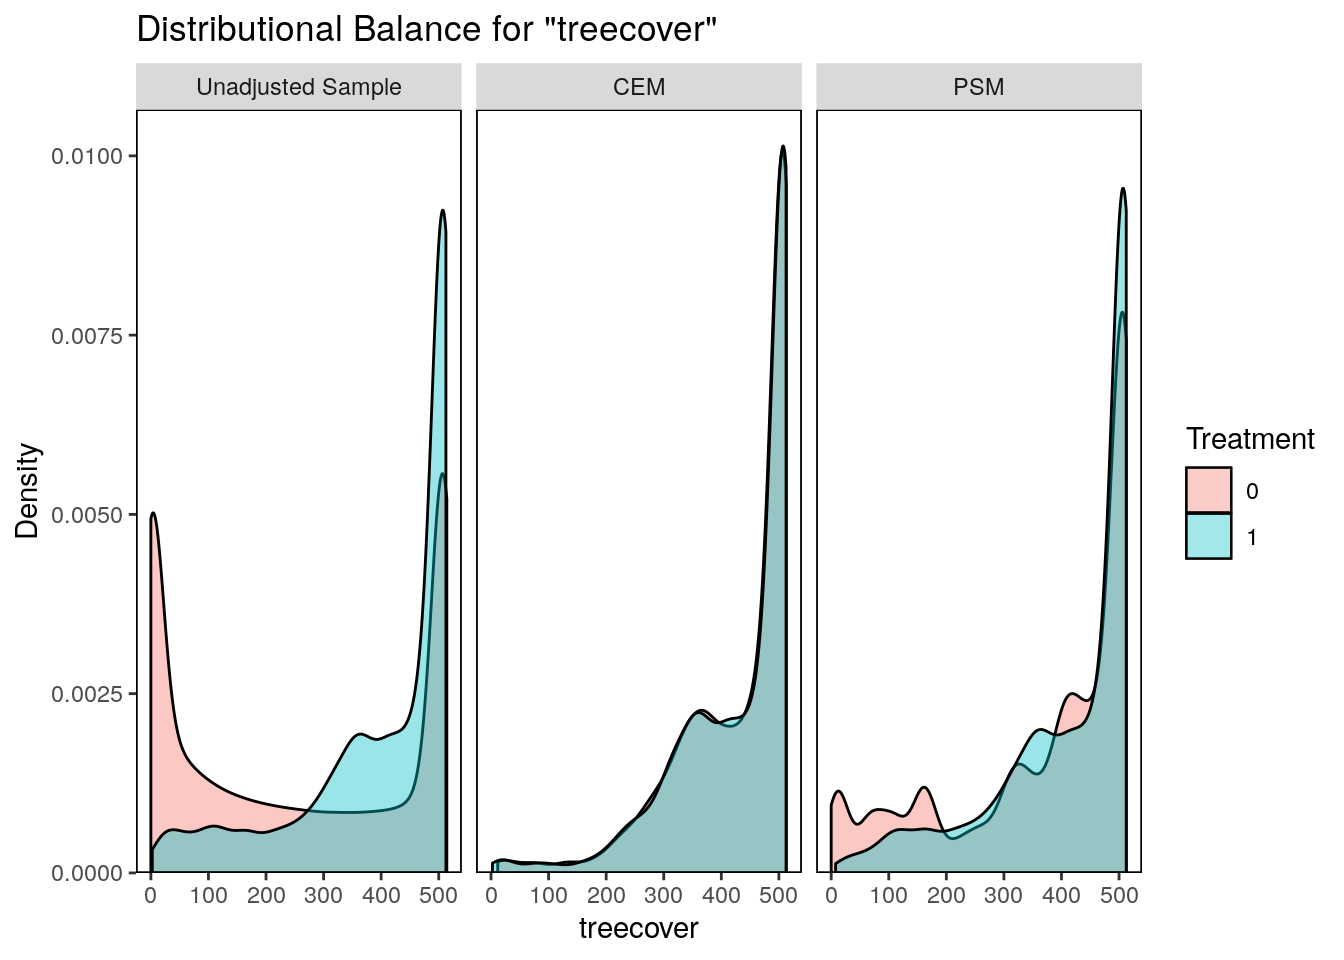 Distributional Balance for "treecover"
Unadjusted Sample
CEM
PSM
Density
0.0100
0.0075
0.0050
0.0025
0.0000
0 100 200 300 400 500
0 100 200 300 400 500
0 100 200 300 400 500
treecover
Treatment
0
1